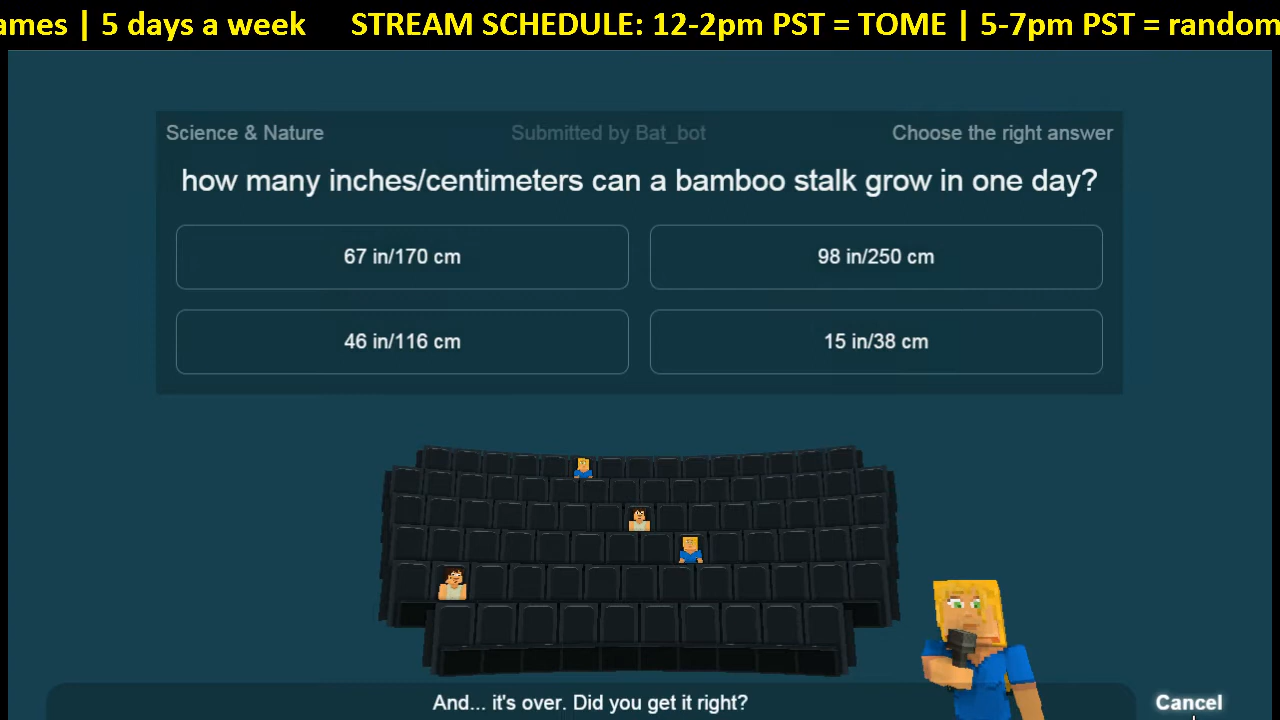 ames | 5 days a week STREAM SCHEDULE: 12-2pm PST = TOME | 5-7pm PST = random
Science & Nature Submitted by Bat_bot Choose the right answer
how many inches/centimeters can a bamboo stalk grow in one day?
67 in/170 cm 98 in/250 cm
46 in/116 cm 15 in/38 cm
And... it's over. Did you get it right? Cancel